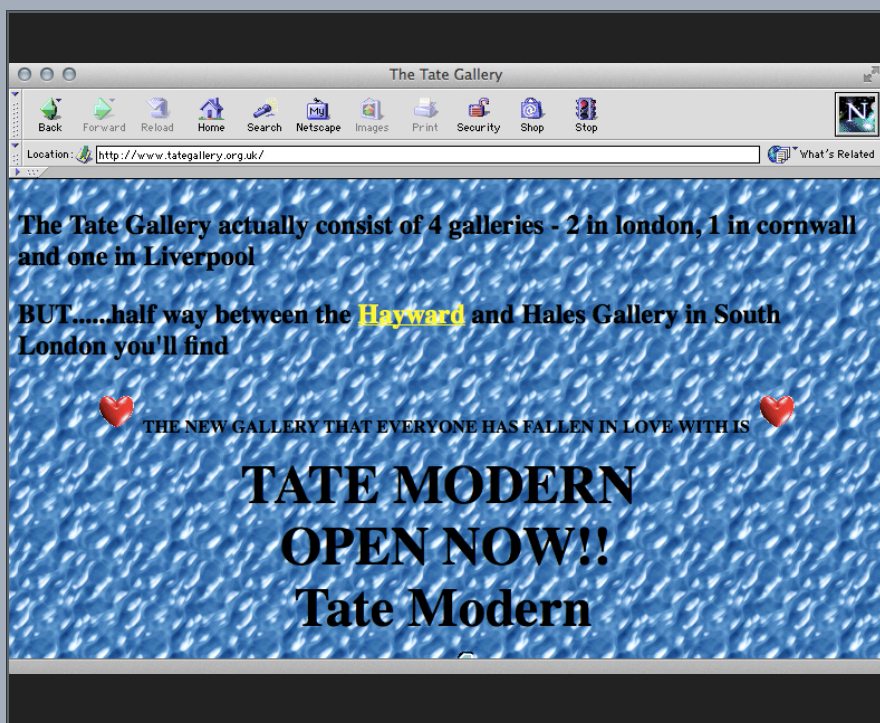 The Tate Gallery
Back Forward Reload Home Search Netscape Images Print Security Shop Stop
My
N
Location: http://www.tategallery.org.uk/ What's Related
The Tate Gallery actually consist of 4 galleries - 2 in london, 1 in cornwall
and one in Liverpool
BUT......half way between the Hayward and Hales Gallery in South
London you'll find
THE NEW GALLERY THAT EVERYONE HAS FALLEN IN LOVE WITH IS
TATE MODERN
OPEN NOW!!
Tate Modern